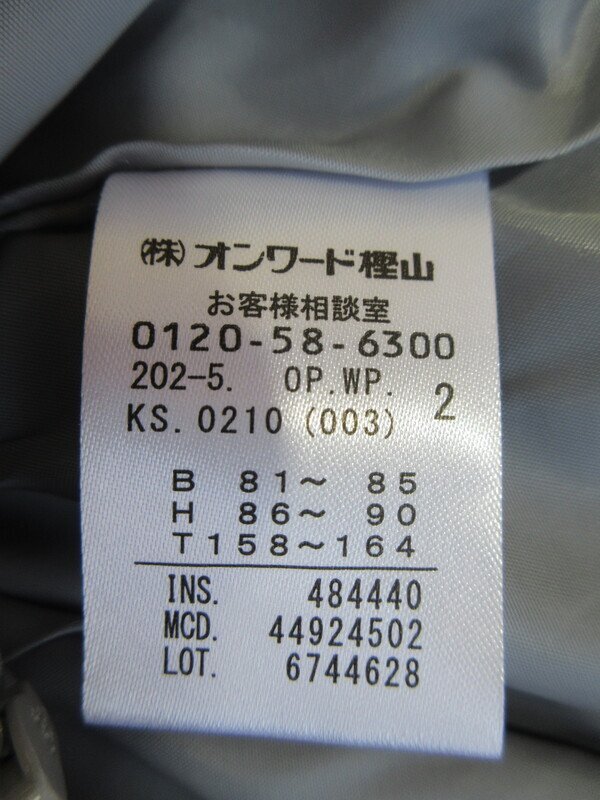 (株)オンワード樫山
お客様相談室
0120-58-6300
202-5. OP.WP. 2
KS. 0210 (003)
B 81～ 85
H 86～ 90
T158～164
INS. 484440
MCD. 44924502
LOT. 6744628